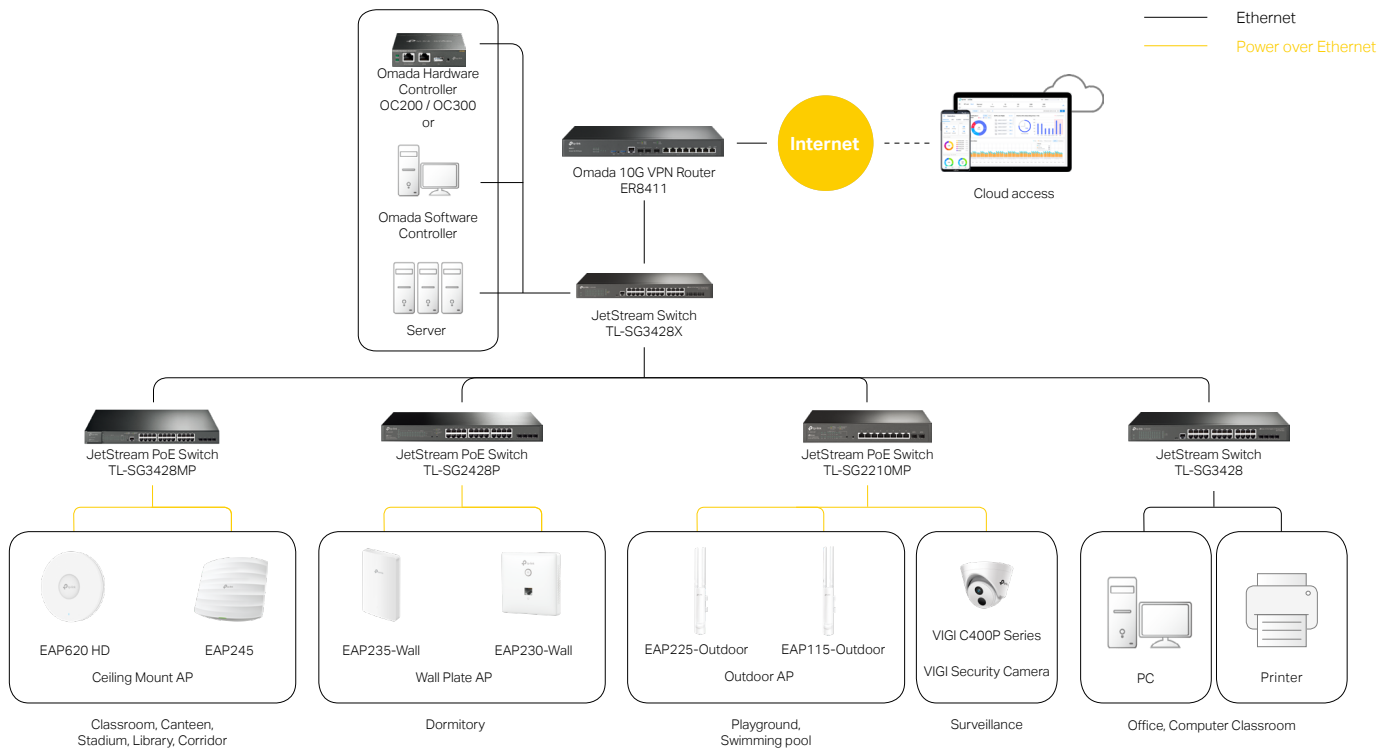 Ethernet
Power over Ethernet
Omada Hardware
Controller
OC200 / OC300
or
Omada Software
Controller
Server
Omada 10G VPN Router
ER8411
Internet
Cloud access
JetStream Switch
TL-SG3428X
JetStream PoE Switch
TL-SG3428MP
JetStream PoE Switch
TL-SG2428P
JetStream PoE Switch
TL-SG2210MP
JetStream Switch
TL-SG3428
EAP620 HD
EAP245
Ceiling Mount AP
Classroom, Canteen,
Stadium, Library, Corridor
EAP235-Wall
EAP230-Wall
Wall Plate AP
Dormitory
EAP225-Outdoor
EAP115-Outdoor
Outdoor AP
Playground,
Swimming pool
VIGI C400P Series
VIGI Security Camera
Surveillance
PC
Printer
Office, Computer Classroom